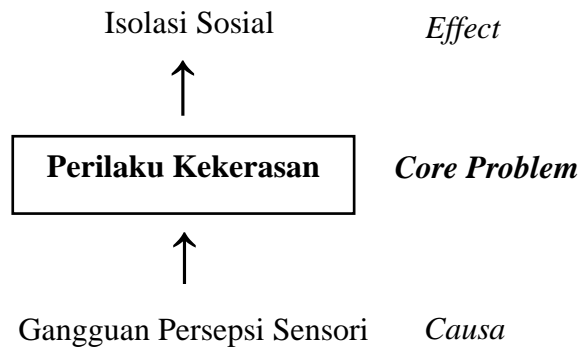 Isolasi Sosial Effect
Perilaku Kekerasan Core Problem
Gangguan Persepsi Sensori Causa